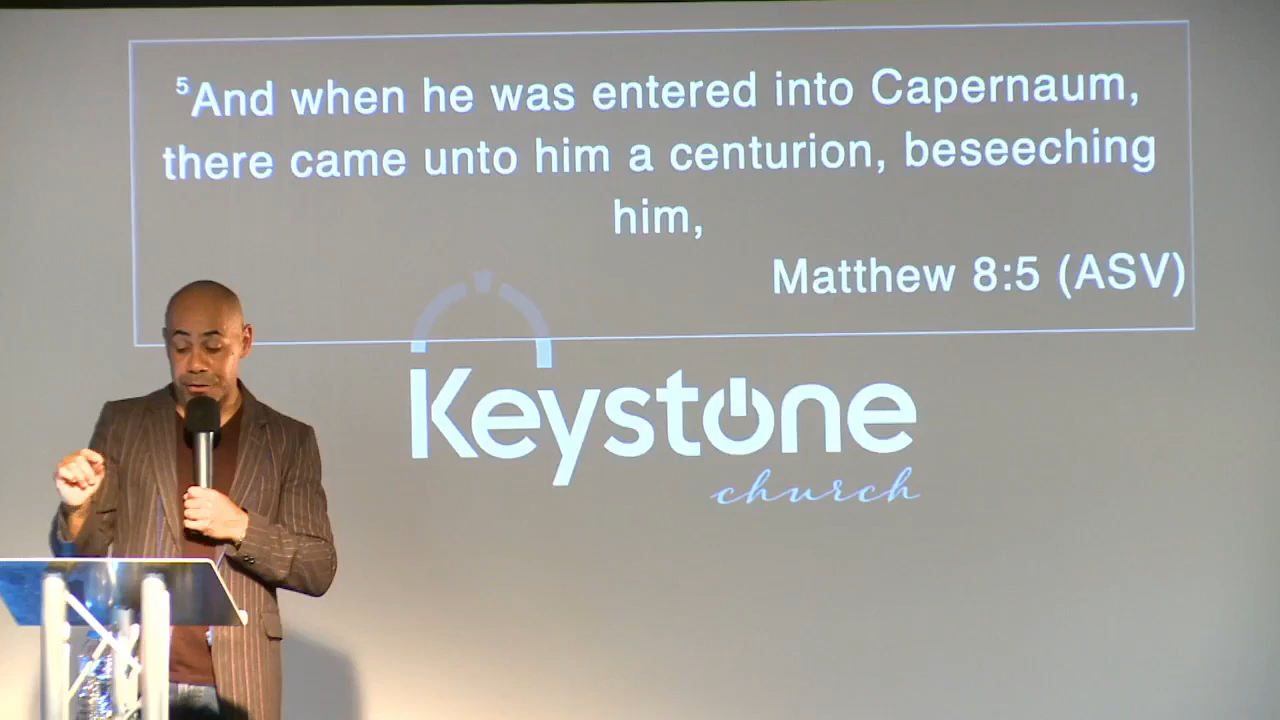 ⁵And when he was entered into Capernaum,
there came unto him a centurion, beseeching
him,
Matthew 8:5 (ASV)
Keystone
church